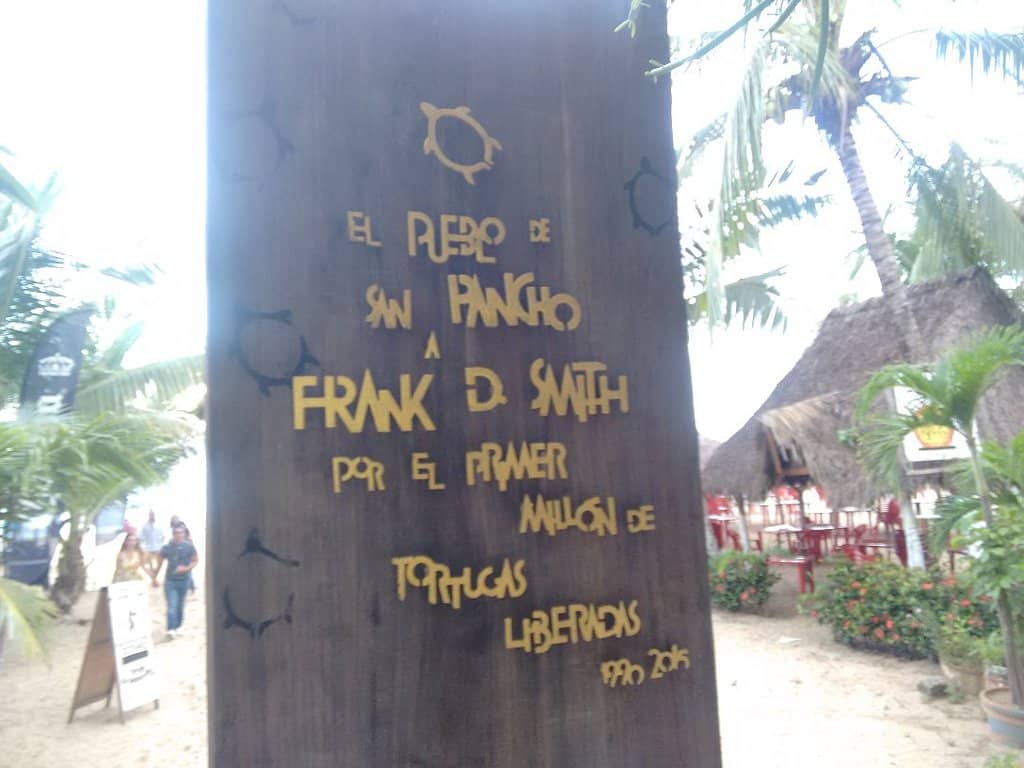 EL PUEBLO DE
SAN PANCHO
A
FRANK D. SMITH
POR EL PRIMER
MILLÓN DE
TORTUGAS
LIBERADAS
1990 2015